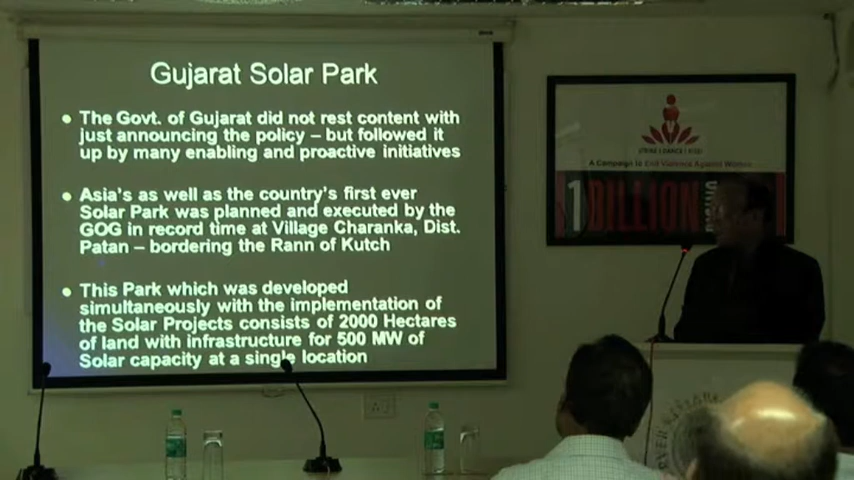 Gujarat Solar Park
• The Govt. of Gujarat did not rest content with
just announcing the policy – but followed it
up by many enabling and proactive initiatives
• Asia's as well as the country's first ever
Solar Park was planned and executed by the
GOG in record time at Village Charanka, Dist.
Patan – bordering the Rann of Kutch
• This Park which was developed
simultaneously with the implementation of
the Solar Projects consists of 2000 Hectares
of land with infrastructure for 500 MW of
Solar capacity at a single location
STRIKE | DANCE | RISE!
A Campaign to End Violence Against Women
1 BILLION